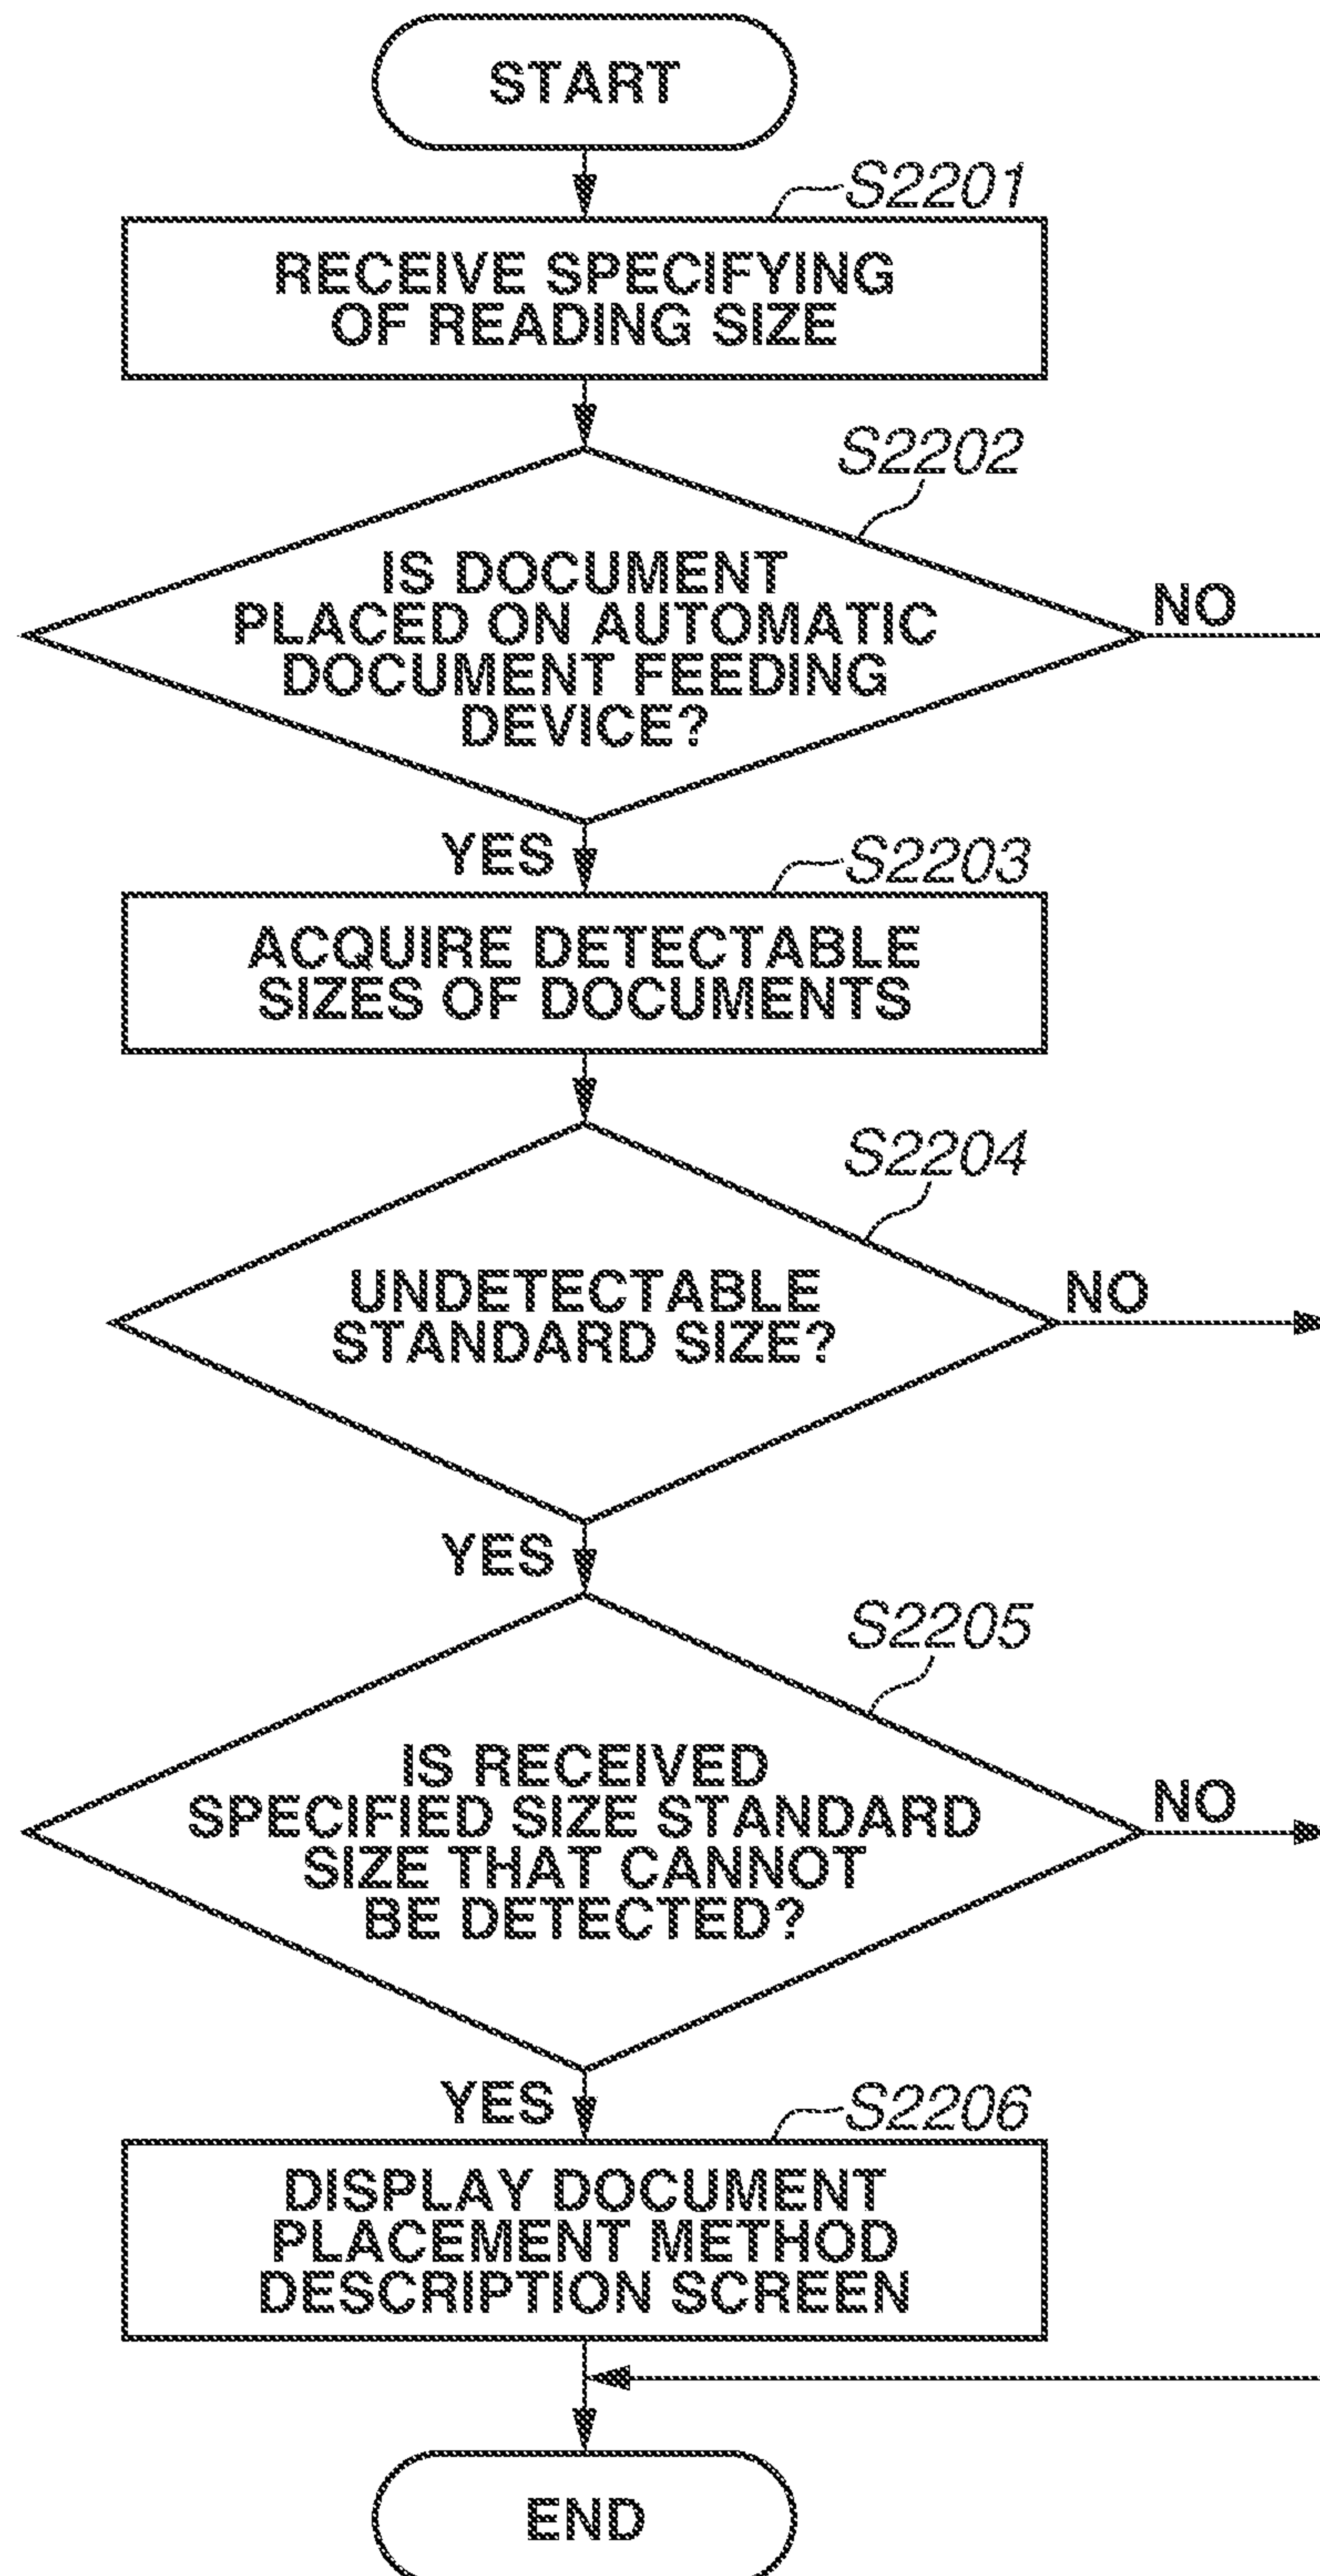 START
S2201
RECEIVE SPECIFYING
OF READING SIZE
S2202
IS DOCUMENT
PLACED ON AUTOMATIC
DOCUMENT FEEDING
DEVICE?
NO
YES
S2203
ACQUIRE DETECTABLE
SIZES OF DOCUMENTS
S2204
UNDETECTABLE
STANDARD SIZE?
NO
YES
S2205
IS RECEIVED
SPECIFIED SIZE STANDARD
SIZE THAT CANNOT
BE DETECTED?
NO
YES
S2206
DISPLAY DOCUMENT
PLACEMENT METHOD
DESCRIPTION SCREEN
END